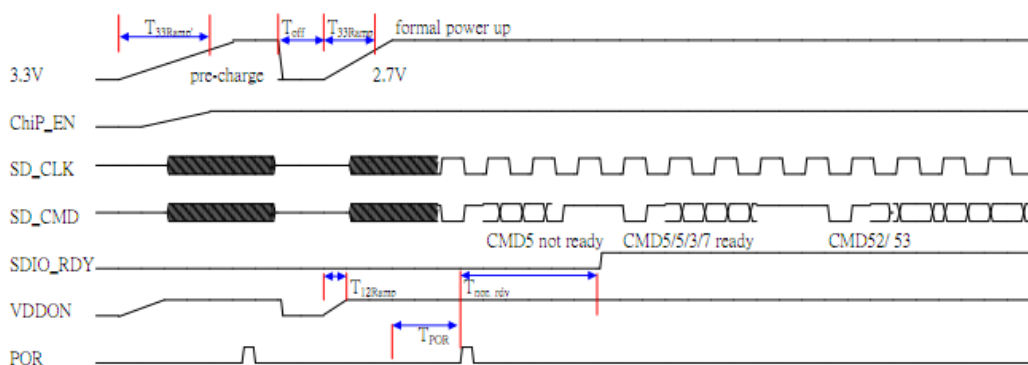 T33Ramp' Toff T33Ramp formal power up
3.3V pre-charge 2.7V
ChiP_EN
SD_CLK
SD_CMD
CMD5 not ready CMD5/5/3/7 ready CMD52/ 53
SDIO_RDY
T12Ramp Tnon_rdy
VDDON
TPOR
POR